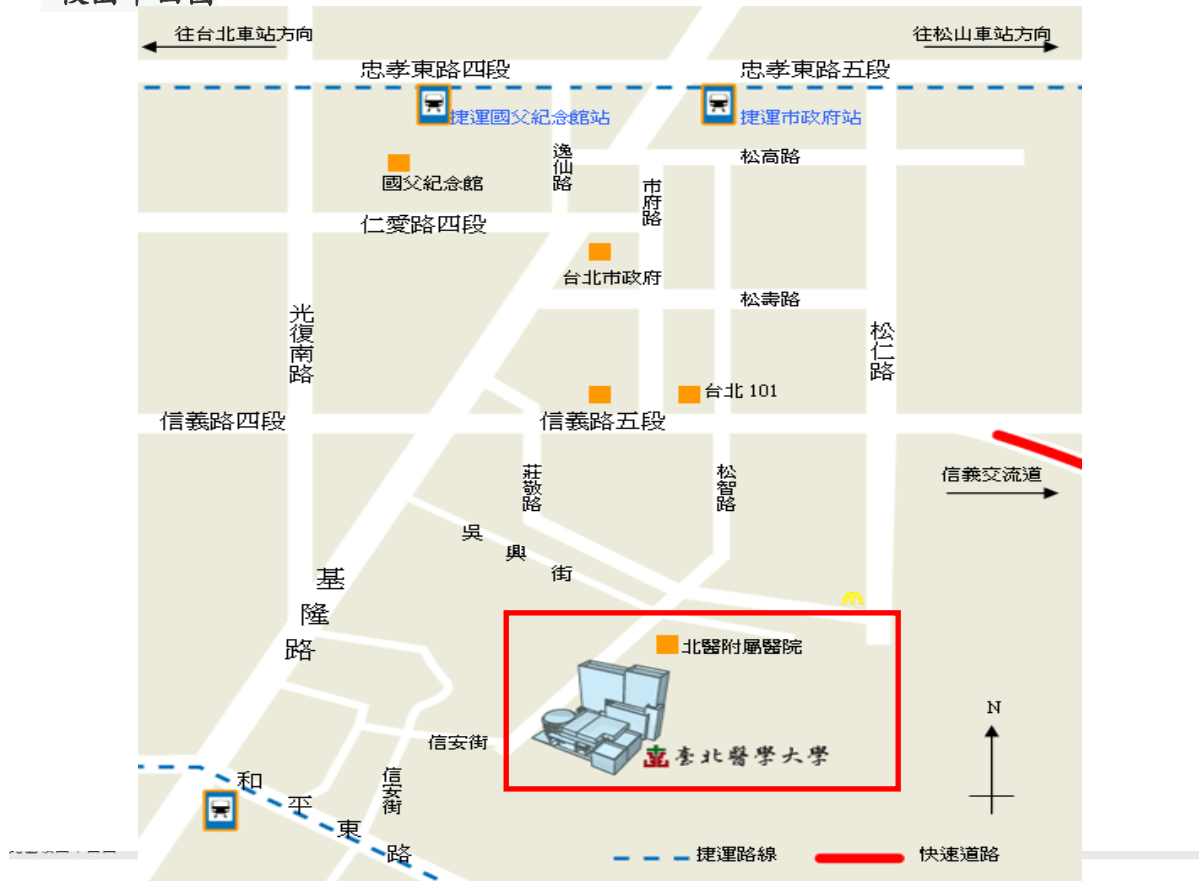 往台北車站方向
往松山車站方向
忠孝東路四段
忠孝東路五段
捷運國父紀念館站
捷運市政府站
逸仙路
松高路
國父紀念館
市府路
仁愛路四段
台北市政府
松壽路
光復南路
松仁路
台北 101
信義路四段
信義路五段
莊敬路
松智路
信義交流道
吳興街
基隆路
北醫附屬醫院
N
信安街
臺北醫學大學
信安街
和平東路
捷運路線
快速道路